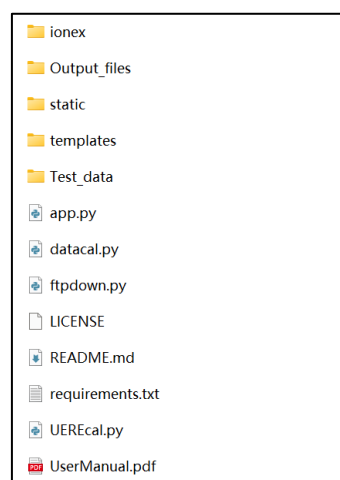 ionex
Output_files
static
templates
Test_data
app.py
datacal.py
ftpdown.py
LICENSE
README.md
requirements.txt
UEREcal.py
PDF UserManual.pdf